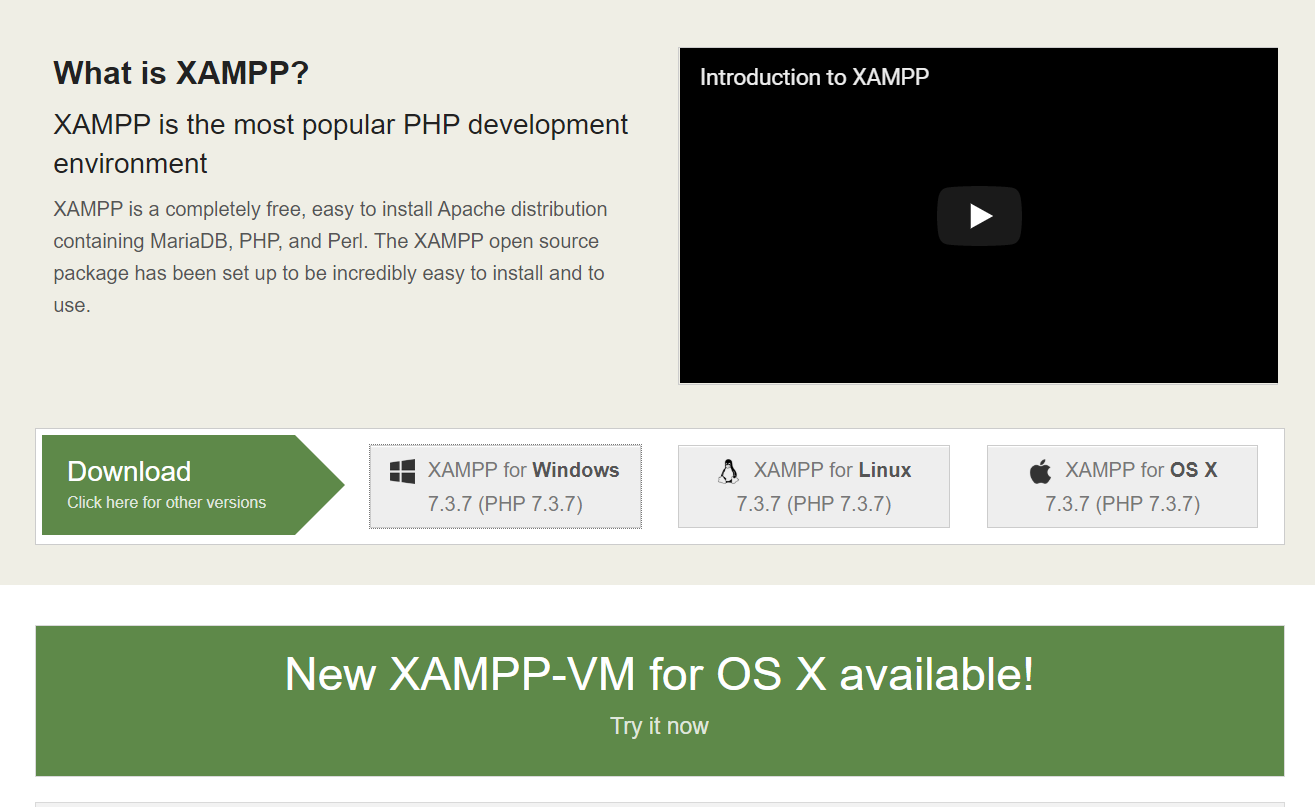 What is XAMPP?
XAMPP is the most popular PHP development
environment
XAMPP is a completely free, easy to install Apache distribution
containing MariaDB, PHP, and Perl. The XAMPP open source
package has been set up to be incredibly easy to install and to
use.
Introduction to XAMPP
Download
Click here for other versions
XAMPP for Windows
7.3.7 (PHP 7.3.7)
XAMPP for Linux
7.3.7 (PHP 7.3.7)
XAMPP for OS X
7.3.7 (PHP 7.3.7)
New XAMPP-VM for OS X available!
Try it now